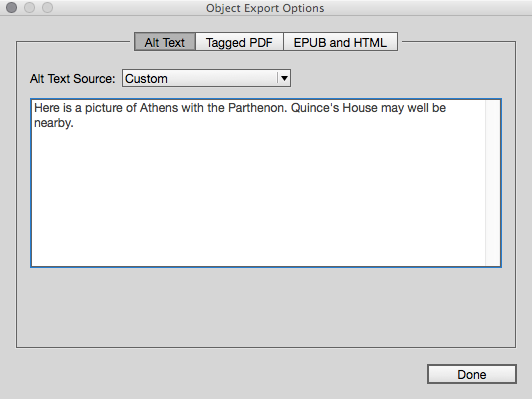 Object Export Options
Alt Text
Tagged PDF
EPUB and HTML
Alt Text Source: Custom
Here is a picture of Athens with the Parthenon. Quince's House may well be
nearby.
Done